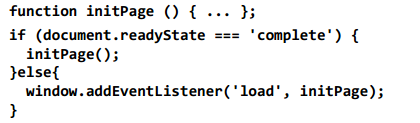 function initPage () { ... };
if (document.readyState === 'complete') {
  initPage();
}else{
  window.addEventListener('load', initPage);
}